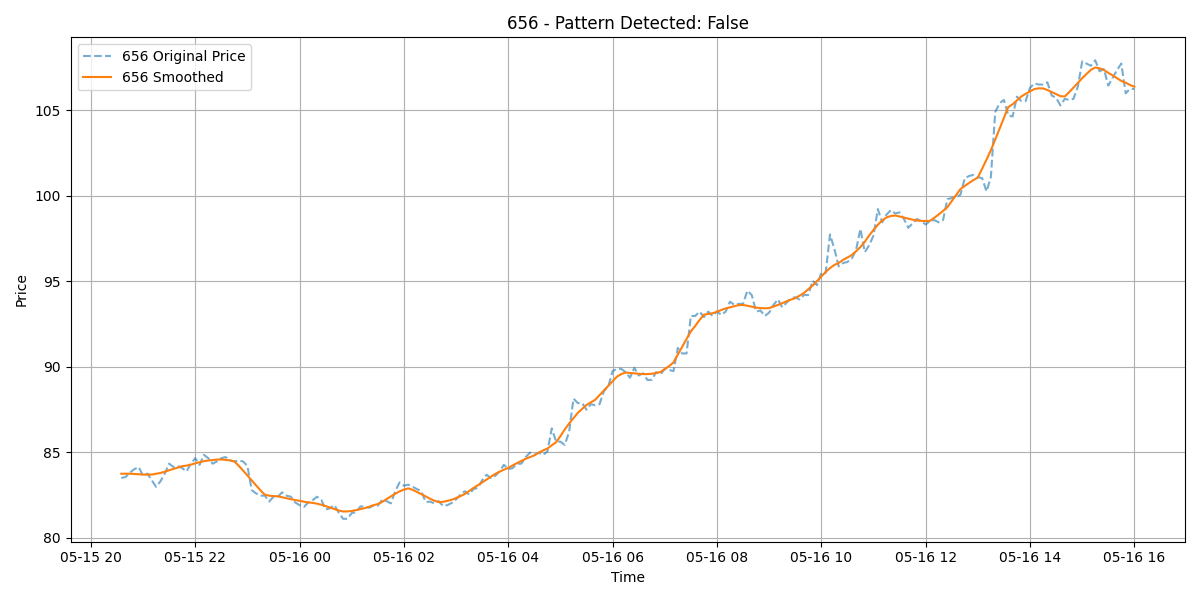 656 - Pattern Detected: False
656 Original Price
656 Smoothed
Price
105
100
95
90
85
80
05-15 20 05-15 22 05-16 00 05-16 02 05-16 04 05-16 06 05-16 08 05-16 10 05-16 12 05-16 14 05-16 16
Time